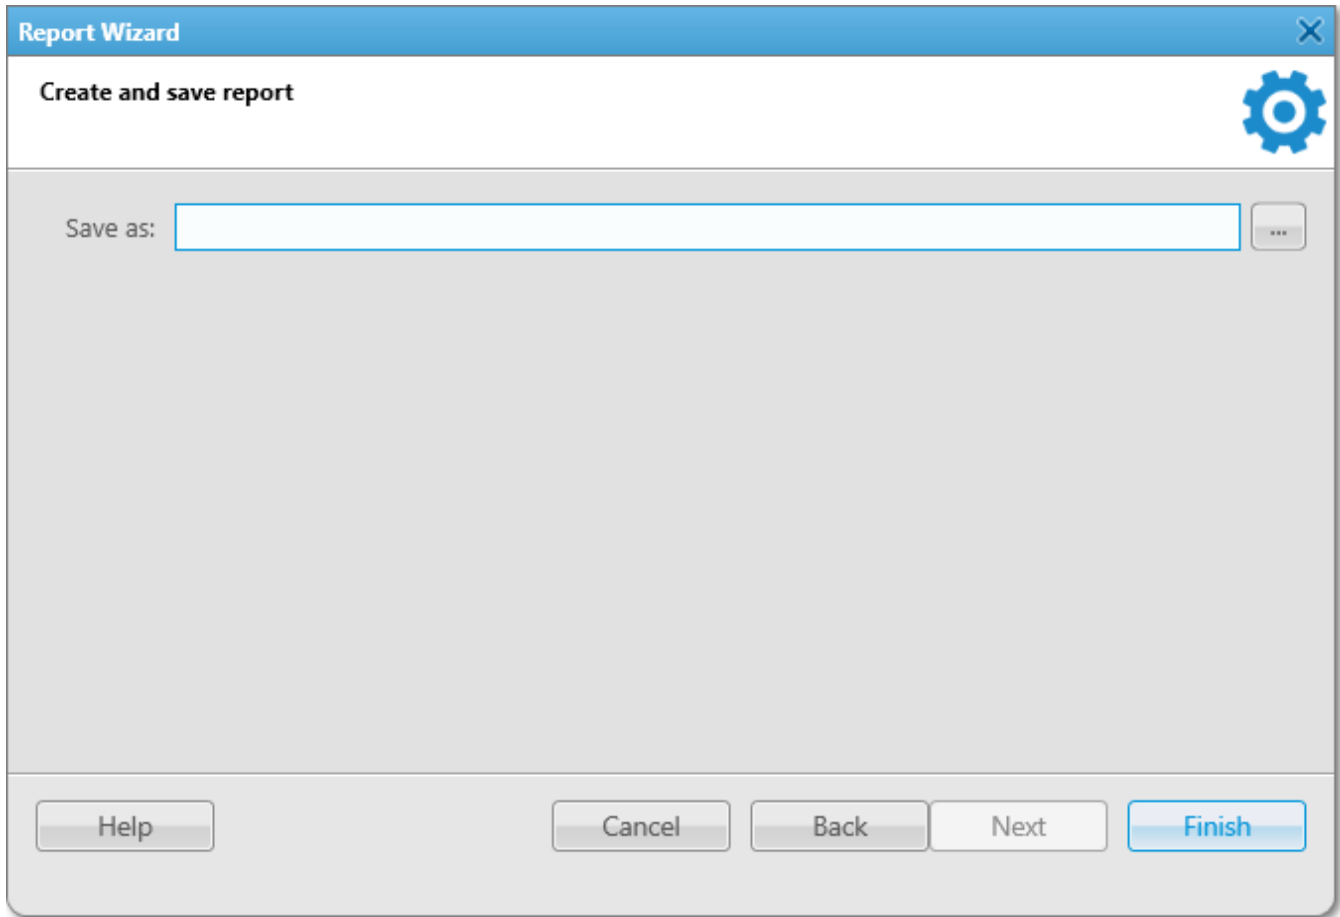 Report Wizard
Create and save report
Save as:
...
Help Cancel Back Next Finish